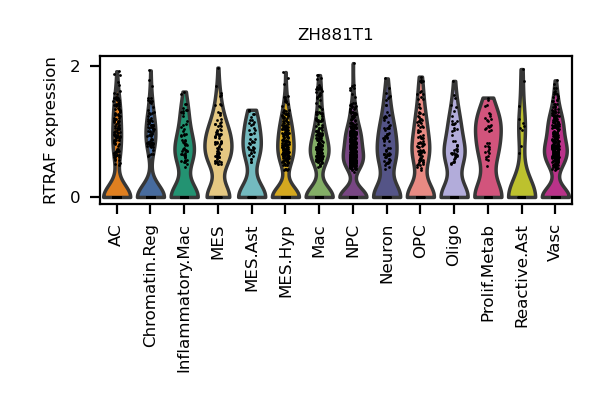 ZH881T1
RTRAF expression
2
0
AC
Chromatin.Reg
Inflammatory.Mac
MES
MES.Ast
MES.Hyp
Mac
NPC
Neuron
OPC
Oligo
Prolif.Metab
Reactive.Ast
Vasc